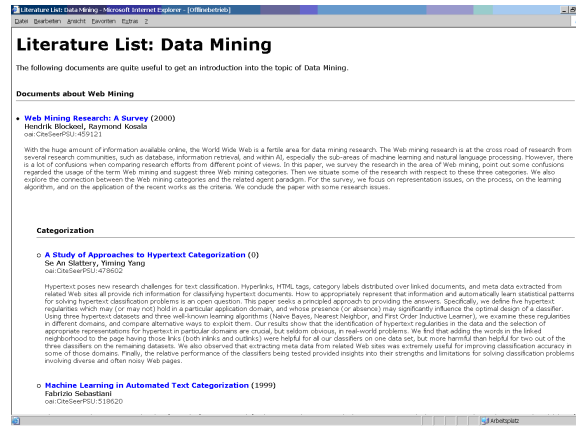 Literature List: Data Mining - Microsoft Internet Explorer - [Offlinebetrieb]
Datei Bearbeiten Ansicht Favoriten Extras ?
Literature List: Data Mining
The following documents are quite useful to get an introduction into the topic of Data Mining.
Documents about Web Mining
• Web Mining Research: A Survey (2000)
Hendrik Blockeel, Raymond Kosala
oai:CiteSeerPSU:459121
With the huge amount of information available online, the World Wide Web is a fertile area for data mining research. The Web mining research is at the cross road of research from
several research communities, such as database, information retrieval, and within AI, especially the sub-areas of machine learning and natural language processing. However, there
is a lot of confusions when comparing research efforts from different point of views. In this paper, we survey the research in the area of Web mining, point out some confusions
regarded the usage of the term Web mining and suggest three Web mining categories. Then we situate some of the research with respect to these three categories. We also
explore the connection between the Web mining categories and the related agent paradigm. For the survey, we focus on representation issues, on the process, on the learning
algorithm, and on the application of the recent works as the criteria. We conclude the paper with some research issues.
Categorization
o A Study of Approaches to Hypertext Categorization (0)
Se An Slattery, Yiming Yang
oai:CiteSeerPSU:478602
Hypertext poses new research challenges for text classification. Hyperlinks, HTML tags, category labels distributed over linked documents, and meta data extracted from
related Web sites all provide rich information for classifying hypertext documents. How to appropriately represent that information and automatically learn statistical patterns
for solving hypertext classification problems is an open question. This paper seeks a principled approach to providing the answers. Specifically, we define five hypertext
regularities which may (or may not) hold in a particular application domain, and whose presence (or absence) may significantly influence the optimal design of a classifier.
Using three hypertext datasets and three well-known learning algorithms (Naive Bayes, Nearest Neighbor, and First Order Inductive Learner), we examine these regularities
in different domains, and compare alternative ways to exploit them. Our results show that the identification of hypertext regularities in the data and the selection of
appropriate representations for hypertext in particular domains are crucial, but seldom obvious, in real-world problems. We find that adding the words in the linked
neighborhood to the page having those links (both inlinks and outlinks) were helpful for all our classifiers on one data set, but more harmful than helpful for two out of the
three classifiers on the remaining datasets. We also observed that extracting meta data from related Web sites was extremely useful for improving classification accuracy in
some of those domains. Finally, the relative performance of the classifiers being tested provided insights into their strengths and limitations for solving classification problems
involving diverse and often noisy Web pages.
o Machine Learning in Automated Text Categorization (1999)
Fabrizio Sebastiani
oai:CiteSeerPSU:518620
Arbeitsplatz